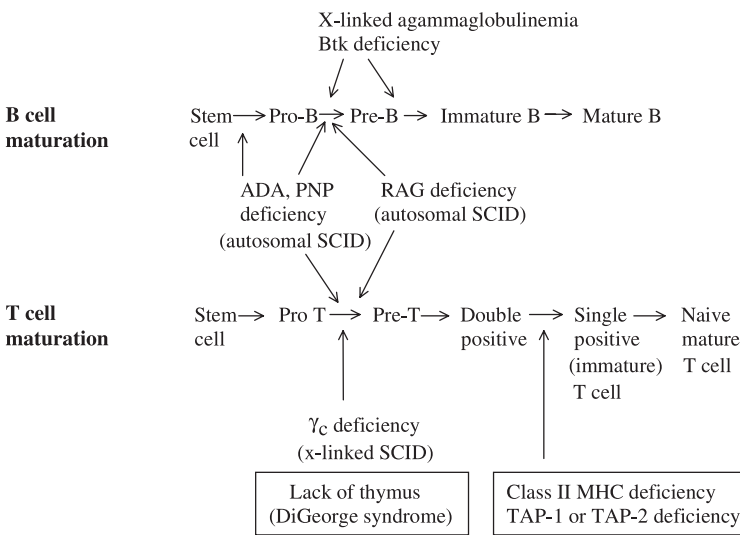 X-linked agammaglobulinemia
Btk deficiency
B cell
maturation
Stem
cell
Pro-B
Pre-B
Immature B
Mature B
ADA, PNP
deficiency
(autosomal SCID)
RAG deficiency
(autosomal SCID)
T cell
maturation
Stem
cell
Pro T
Pre-T
Double
positive
Single
positive
(immature)
T cell
Naive
mature
T cell
γc deficiency
(x-linked SCID)
Lack of thymus
(DiGeorge syndrome)
Class II MHC deficiency
TAP-1 or TAP-2 deficiency